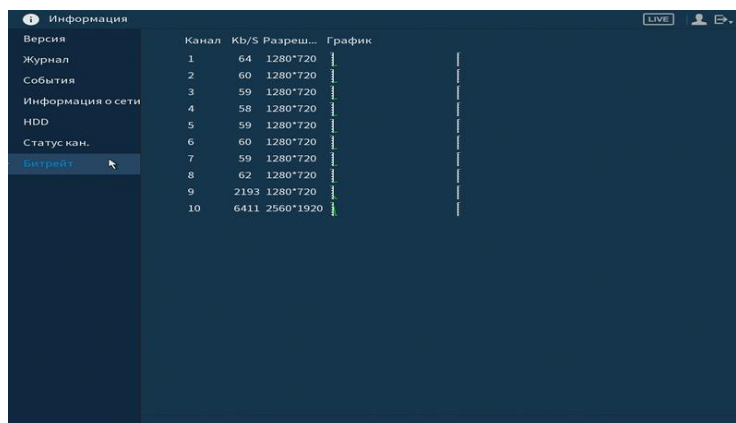 Информация
LIVE
Версия
Журнал
События
Информация о сети
HDD
Статус кан.
Битрейт
Канал Kb/S Разреш... График
1 64 1280*720
2 60 1280*720
3 59 1280*720
4 58 1280*720
5 59 1280*720
6 60 1280*720
7 59 1280*720
8 62 1280*720
9 2193 1280*720
10 6411 2560*1920